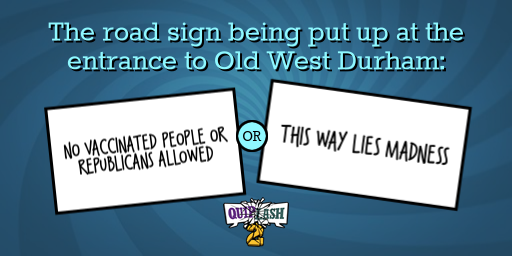 The road sign being put up at the
entrance to Old West Durham:
NO VACCINATED PEOPLE OR
REPUBLICANS ALLOWED
OR
THIS WAY LIES MADNESS
QUIPLASH
2